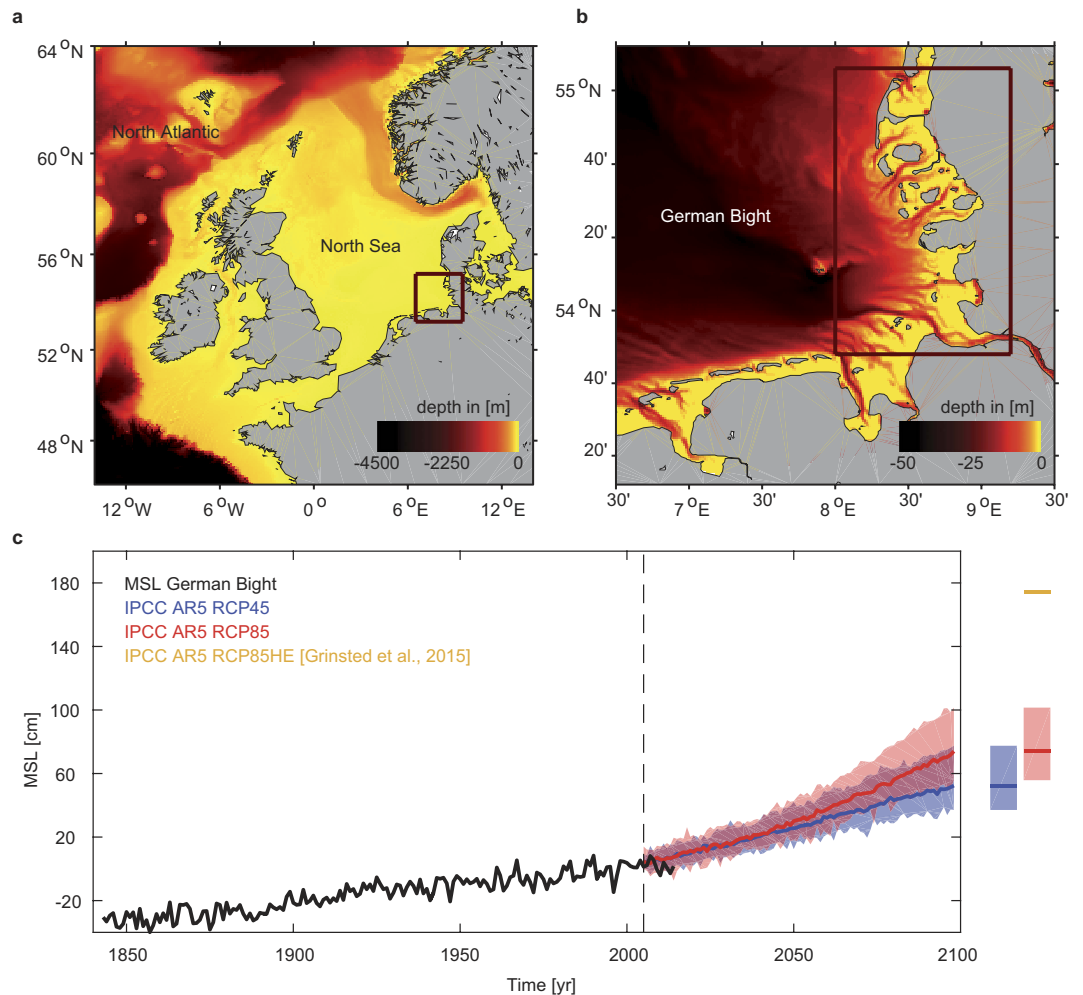 a
64 °N
60 °N
56 °N
52 °N
48 °N
North Atlantic
North Sea
depth in [m]
-4500 -2250 0
12 °W 6 °W 0 °E 6 °E 12 °E
b
55 °N
40'
20'
54 °N
40'
20'
German Bight
depth in [m]
-50 -25 0
30' 7 °E 30' 8 °E 30' 9 °E 30'
c
MSL German Bight
IPCC AR5 RCP45
IPCC AR5 RCP85
IPCC AR5 RCP85HE [Grinsted et al., 2015]
MSL [cm]
180
140
100
60
20
-20
1850 1900 1950 2000 2050 2100
Time [yr]